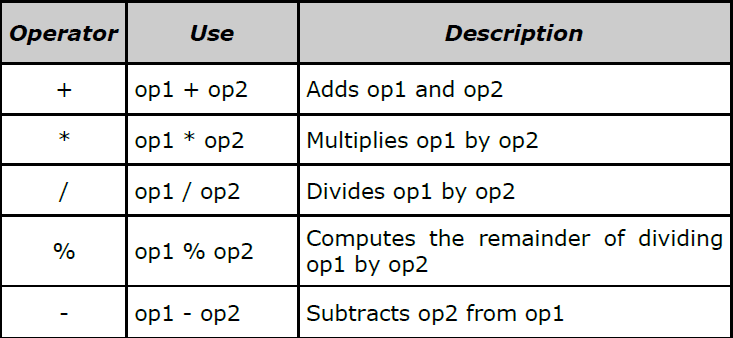 Operator Use Description
+ op1 + op2 Adds op1 and op2
* op1 * op2 Multiplies op1 by op2
/ op1 / op2 Divides op1 by op2
% op1 % op2 Computes the remainder of dividing
op1 by op2
- op1 - op2 Subtracts op2 from op1